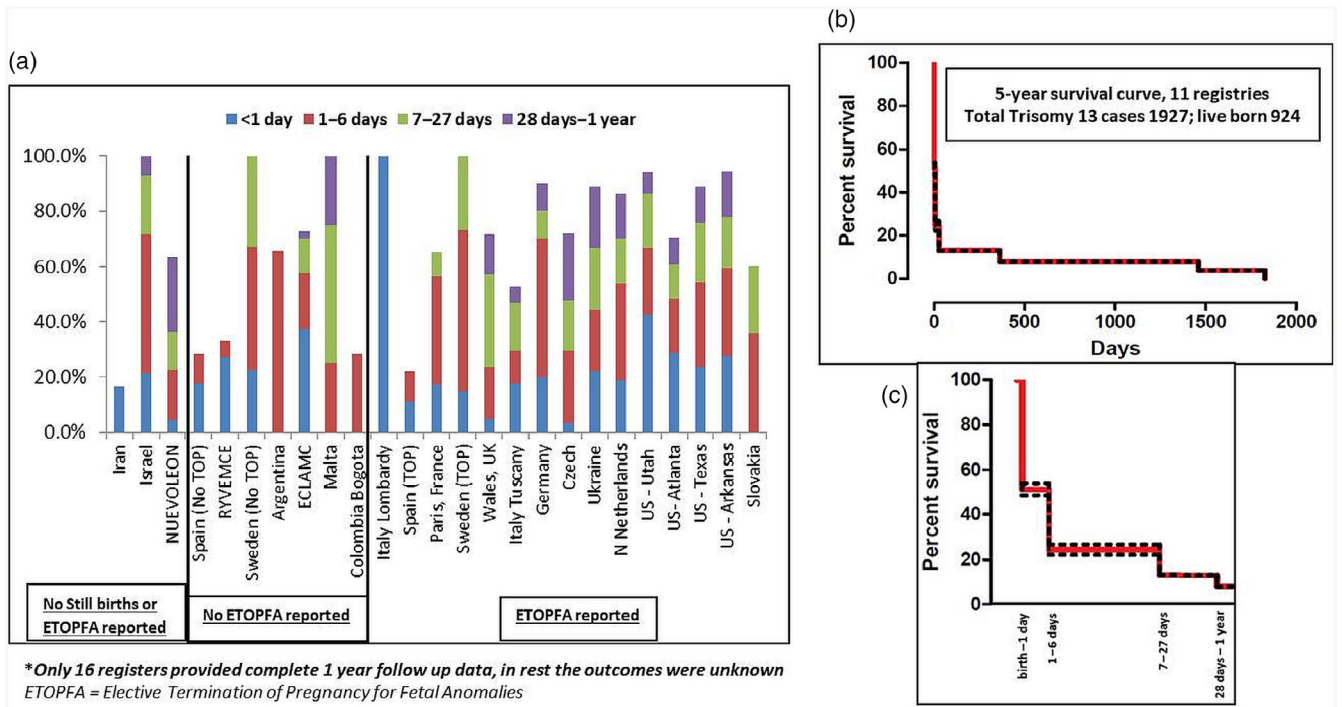 (a)
<1 day 1–6 days 7–27 days 28 days–1 year
100.0%
80.0%
60.0%
40.0%
20.0%
0.0%
Iran
Israel
NUEVOLEON
Spain (No TOP)
RYVEMCE
Sweden (No TOP)
Argentina
ECLAMC
Malta
Colombia Bogota
Italy Lombardy
Spain (TOP)
Paris, France
Sweden (TOP)
Wales, UK
Italy Tuscany
Germany
Czech
Ukraine
N Netherlands
US - Utah
US- Atlanta
US - Texas
US - Arkansas
Slovakia
No Still births or
ETOPFA reported
No ETOPFA reported
ETOPFA reported
*Only 16 registers provided complete 1 year follow up data, in rest the outcomes were unknown
ETOPFA = Elective Termination of Pregnancy for Fetal Anomalies
(b)
5-year survival curve, 11 registries
Total Trisomy 13 cases 1927; live born 924
Percent survival
100
80
60
40
20
0
0 500 1000 1500 2000
Days
(c)
Percent survival
100
80
60
40
20
0
birth–1 day
1–6 days
7–27 days
28 days – 1 year